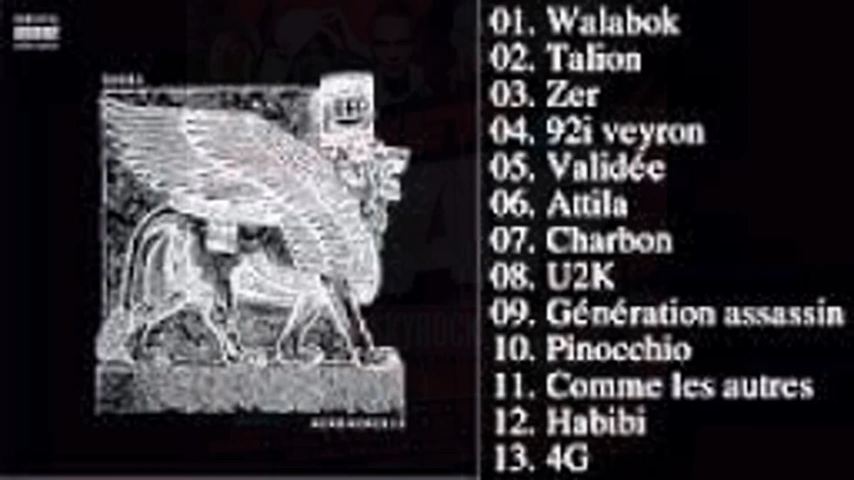 01. Walabok
02. Talion
03. Zer
04. 92i veyron
05. Validée
06. Attila
07. Charbon
08. U2K
09. Génération assassin
10. Pinocchio
11. Comme les autres
12. Habibi
13. 4G